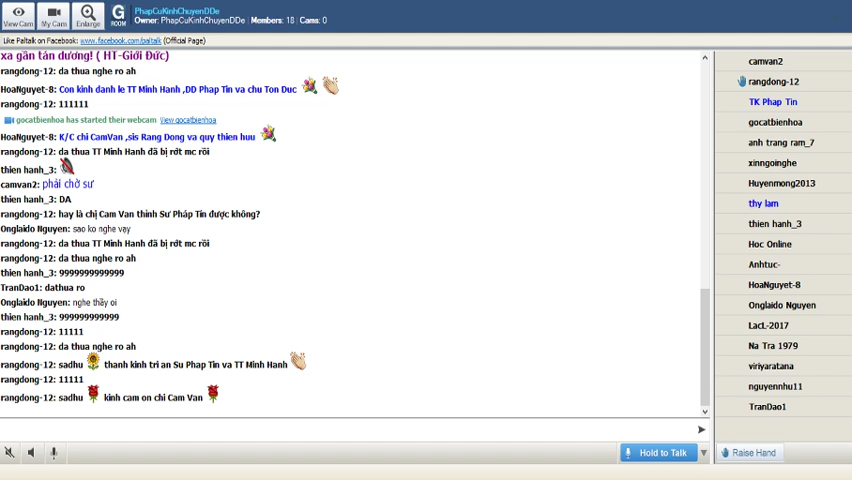 View Cam
My Cam
Enlarge
G
ROOM
PhapCuKinhChuyenDDe
Owner: PhapCuKinhChuyenDDe | Members: 18 | Cams: 0
Like Paltalk on Facebook: www.facebook.com/paltalk (Official Page)
xa gần tán dương! ( HT-Giới Đức)
rangdong-12: da thua nghe ro ah
HoaNguyet-8: Con kinh danh le TT Minh Hanh ,DD Phap Tin va chu Ton Duc
rangdong-12: 111111
gocatbienhoa has started their webcam View gocatbienhoa
HoaNguyet-8: K/C chi CamVan ,sis Rang Dong va quy thien huu
rangdong-12: da thua TT Minh Hanh đã bị rớt mc rồi
thien hanh_3:
camvan2: phải chờ sư
thien hanh_3: DA
rangdong-12: hay là chị Cam Van thỉnh Sư Pháp Tín được không?
Onglaido Nguyen: sao ko nghe vạy
rangdong-12: da thua TT Minh Hanh đã bị rớt mc rồi
rangdong-12: da thua nghe ro ah
thien hanh_3: 9999999999999
TranDao1: dathua ro
Onglaido Nguyen: nghe thầy oi
thien hanh_3: 999999999999
rangdong-12: 11111
rangdong-12: da thua nghe ro ah
rangdong-12: sadhu thanh kinh tri an Su Phap Tin va TT Minh Hanh
rangdong-12: 11111
rangdong-12: sadhu kinh cam on chi Cam Van
Hold to Talk
camvan2
rangdong-12
TK Phap Tin
gocatbienhoa
anh trang ram_7
xinngoinghe
Huyenmong2013
thy lam
thien hanh_3
Hoc Online
Anhtuc-
HoaNguyet-8
Onglaido Nguyen
LacL-2017
Na Tra 1979
viriyaratana
nguyennhu11
TranDao1
Raise Hand